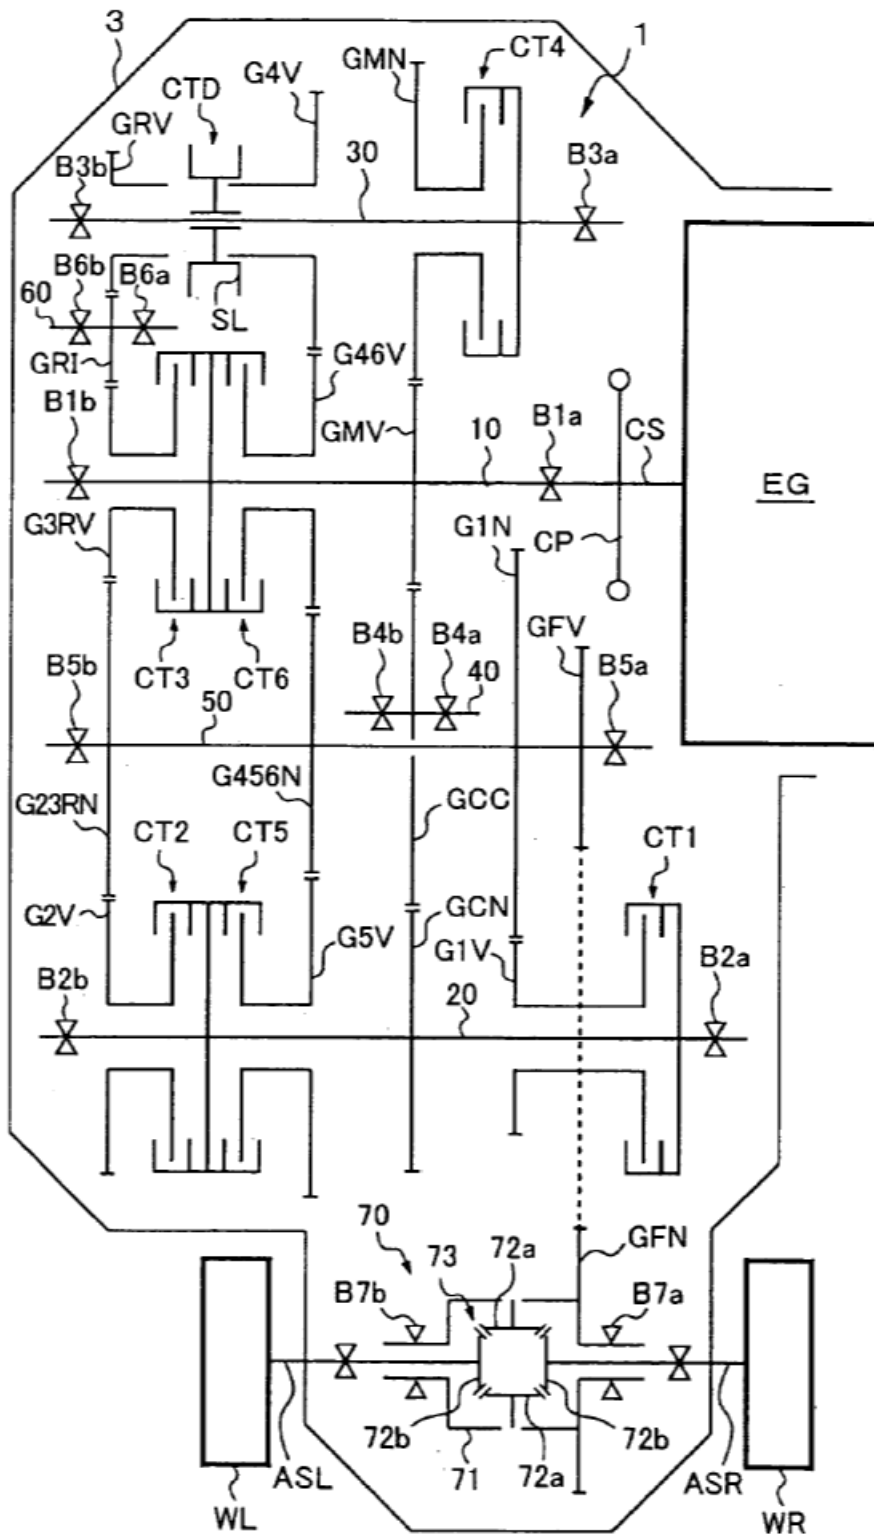 3
CTD
G4V
GMN
CT4
1
GRV
B3b
30
B3a
B6b
B6a
60
SL
GRI
G46V
B1b
GMV
10
B1a
CS
EG
G3RV
G1N
CP
CT3
CT6
B4b
B4a
GFV
B5b
50
40
B5a
G23RN
G456N
GCC
CT2
CT5
CT1
G2V
G5V
GCN
G1V
B2b
20
B2a
70
GFN
73
72a
B7b
B7a
72b
71
72a
72b
ASL
ASR
WL
WR